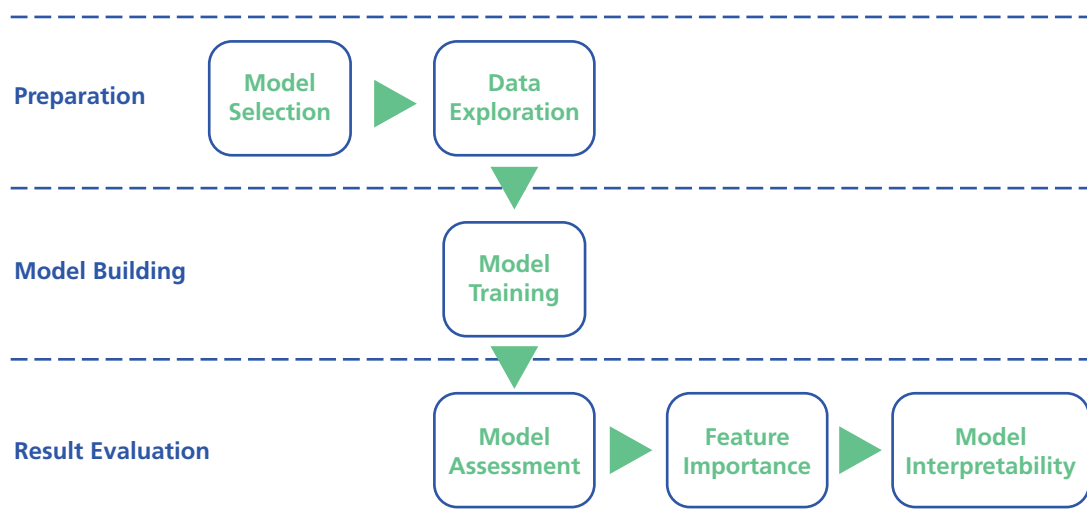 Preparation
Model
Selection
Data
Exploration
Model Building
Model
Training
Result Evaluation
Model
Assessment
Feature
Importance
Model
Interpretability